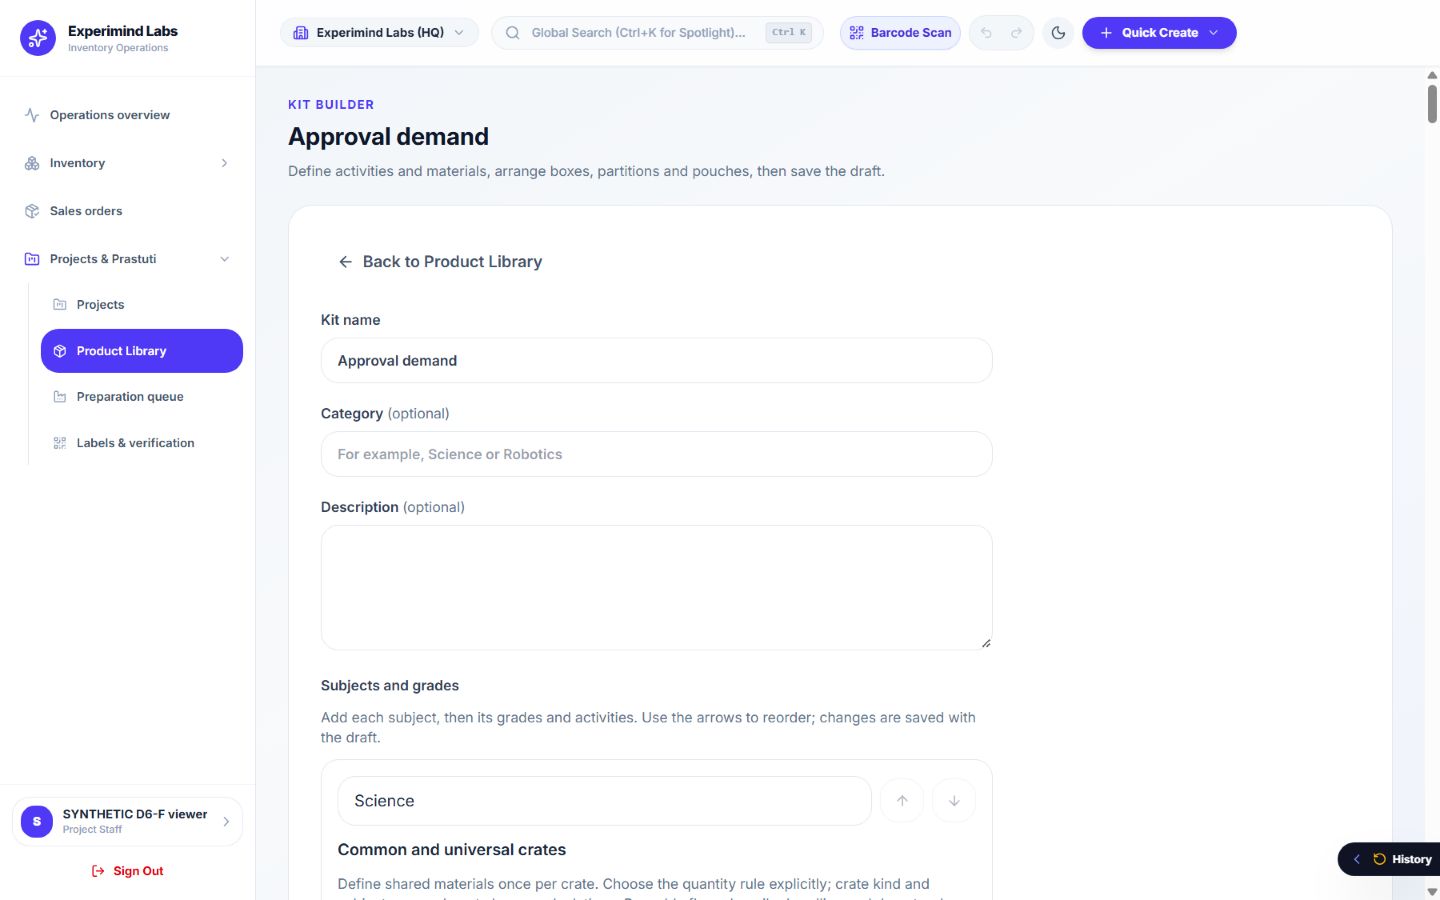 Experimind Labs
Inventory Operations
Operations overview
Inventory
Sales orders
Projects & Prastuti
Projects
Product Library
Preparation queue
Labels & verification
S
SYNTHETIC D6-F viewer
Project Staff
Sign Out
Experimind Labs (HQ)
Global Search (Ctrl+K for Spotlight)...
Ctrl K
Barcode Scan
Quick Create
KIT BUILDER
Approval demand
Define activities and materials, arrange boxes, partitions and pouches, then save the draft.
Back to Product Library
Kit name
Approval demand
Category (optional)
For example, Science or Robotics
Description (optional)
Subjects and grades
Add each subject, then its grades and activities. Use the arrows to reorder; changes are saved with
the draft.
Science
Common and universal crates
Define shared materials once per crate. Choose the quantity rule explicitly; crate kind and
History